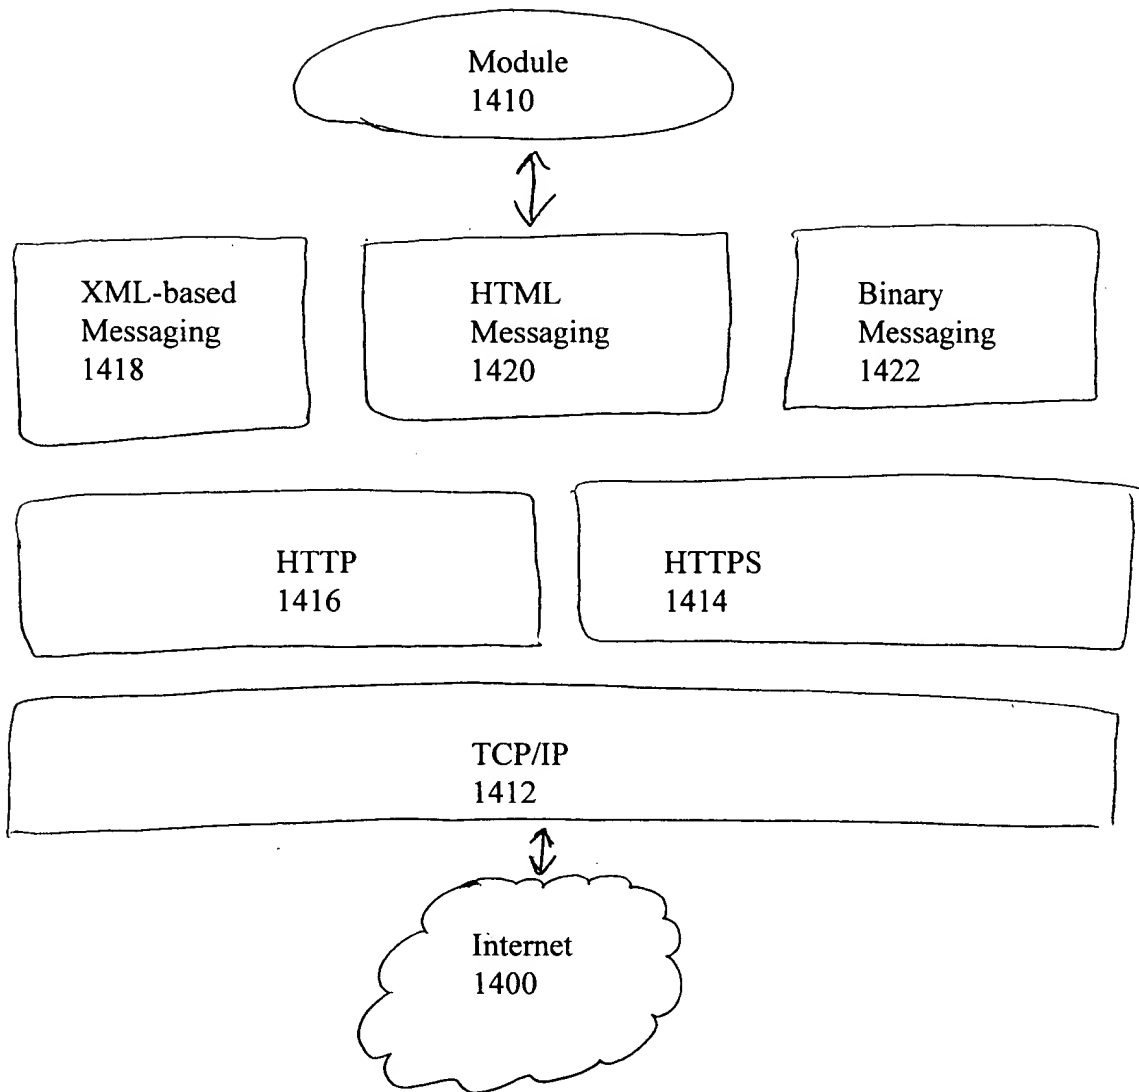 Module
1410
XML-based
Messaging
1418
HTML
Messaging
1420
Binary
Messaging
1422
HTTP
1416
HTTPS
1414
TCP/IP
1412
Internet
1400